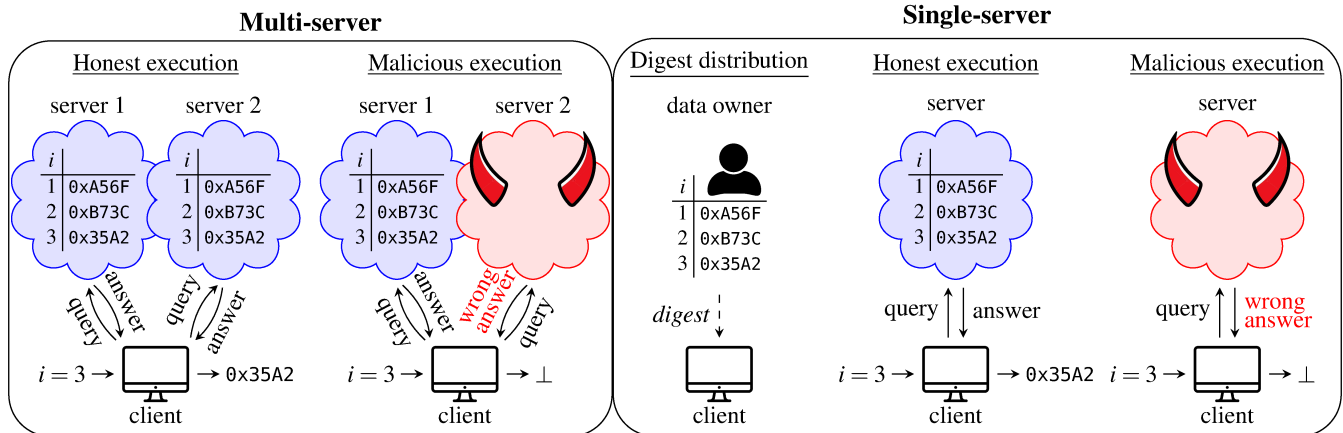 Multi-server
Honest execution
server 1
i
1 0xA56F
2 0xB73C
3 0x35A2
server 2
i
1 0xA56F
2 0xB73C
3 0x35A2
query
answer
query
answer
i = 3
0x35A2
client
Malicious execution
server 1
i
1 0xA56F
2 0xB73C
3 0x35A2
server 2
query
answer
wrong
answer
query
i = 3
⊥
client
Single-server
Digest distribution
data owner
i
1 0xA56F
2 0xB73C
3 0x35A2
digest
client
Honest execution
server
i
1 0xA56F
2 0xB73C
3 0x35A2
query
answer
i = 3
0x35A2
client
Malicious execution
server
query
wrong
answer
i = 3
⊥
client